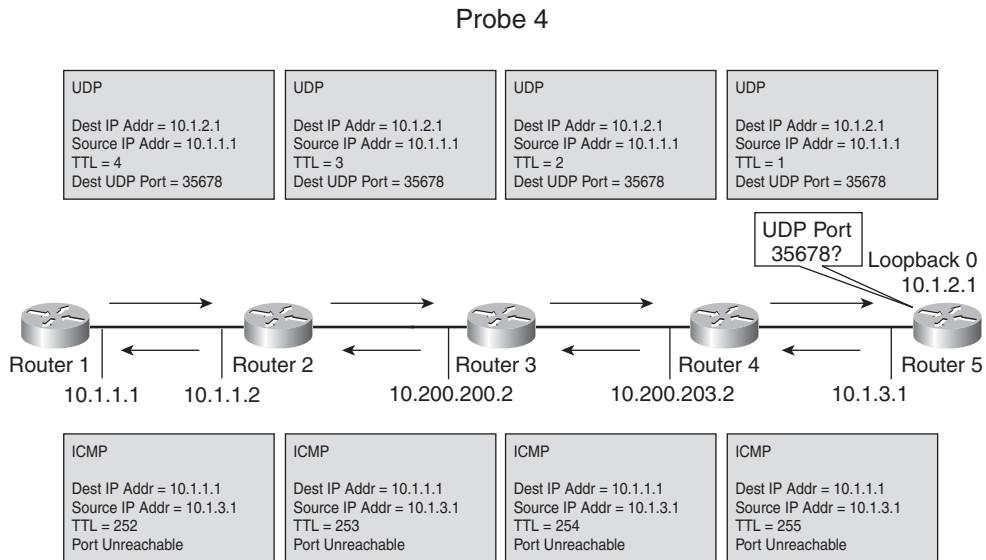 Probe 4
UDP
Dest IP Addr = 10.1.2.1
Source IP Addr = 10.1.1.1
TTL = 4
Dest UDP Port = 35678
UDP
Dest IP Addr = 10.1.2.1
Source IP Addr = 10.1.1.1
TTL = 3
Dest UDP Port = 35678
UDP
Dest IP Addr = 10.1.2.1
Source IP Addr = 10.1.1.1
TTL = 2
Dest UDP Port = 35678
UDP
Dest IP Addr = 10.1.2.1
Source IP Addr = 10.1.1.1
TTL = 1
Dest UDP Port = 35678
UDP Port
35678?
Loopback 0
10.1.2.1
Router 1
Router 2
Router 3
Router 4
Router 5
10.1.1.1
10.1.1.2
10.200.200.2
10.200.203.2
10.1.3.1
ICMP
Dest IP Addr = 10.1.1.1
Source IP Addr = 10.1.3.1
TTL = 252
Port Unreachable
ICMP
Dest IP Addr = 10.1.1.1
Source IP Addr = 10.1.3.1
TTL = 253
Port Unreachable
ICMP
Dest IP Addr = 10.1.1.1
Source IP Addr = 10.1.3.1
TTL = 254
Port Unreachable
ICMP
Dest IP Addr = 10.1.1.1
Source IP Addr = 10.1.3.1
TTL = 255
Port Unreachable